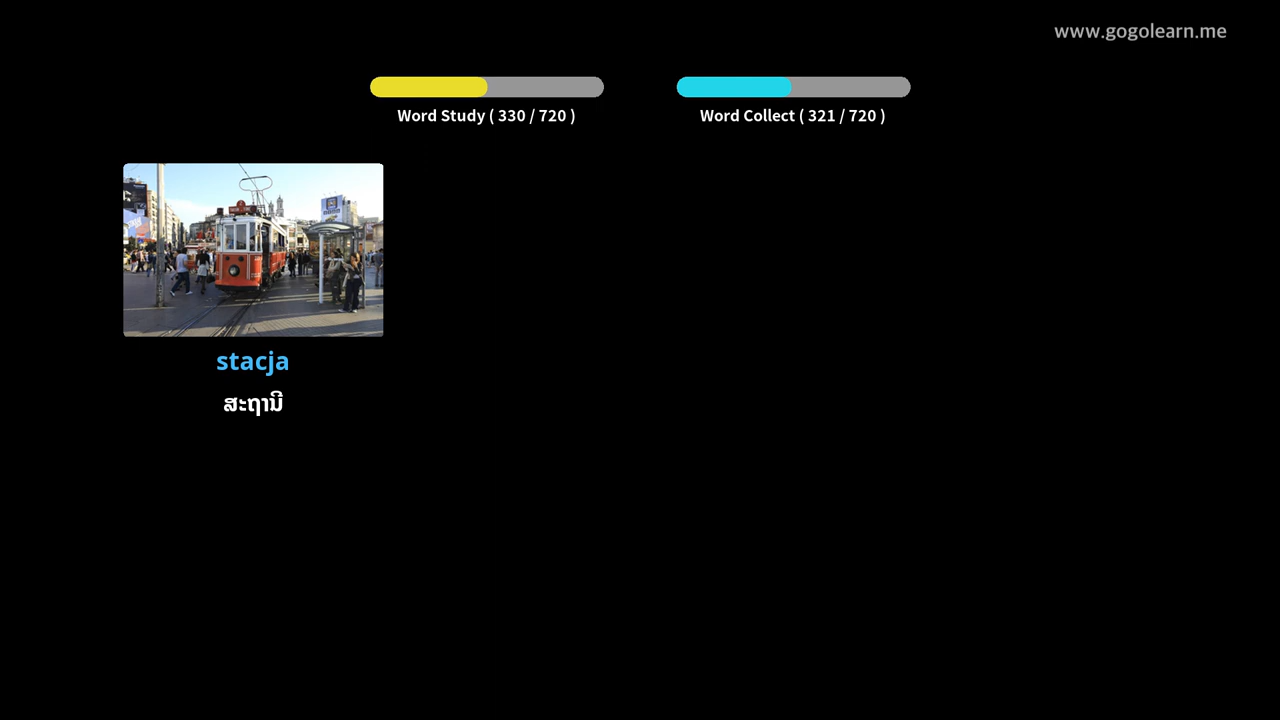 www.gogolearn.me
Word Study ( 330 / 720 )
Word Collect ( 321 / 720 )
stacja
ສະຖານີ